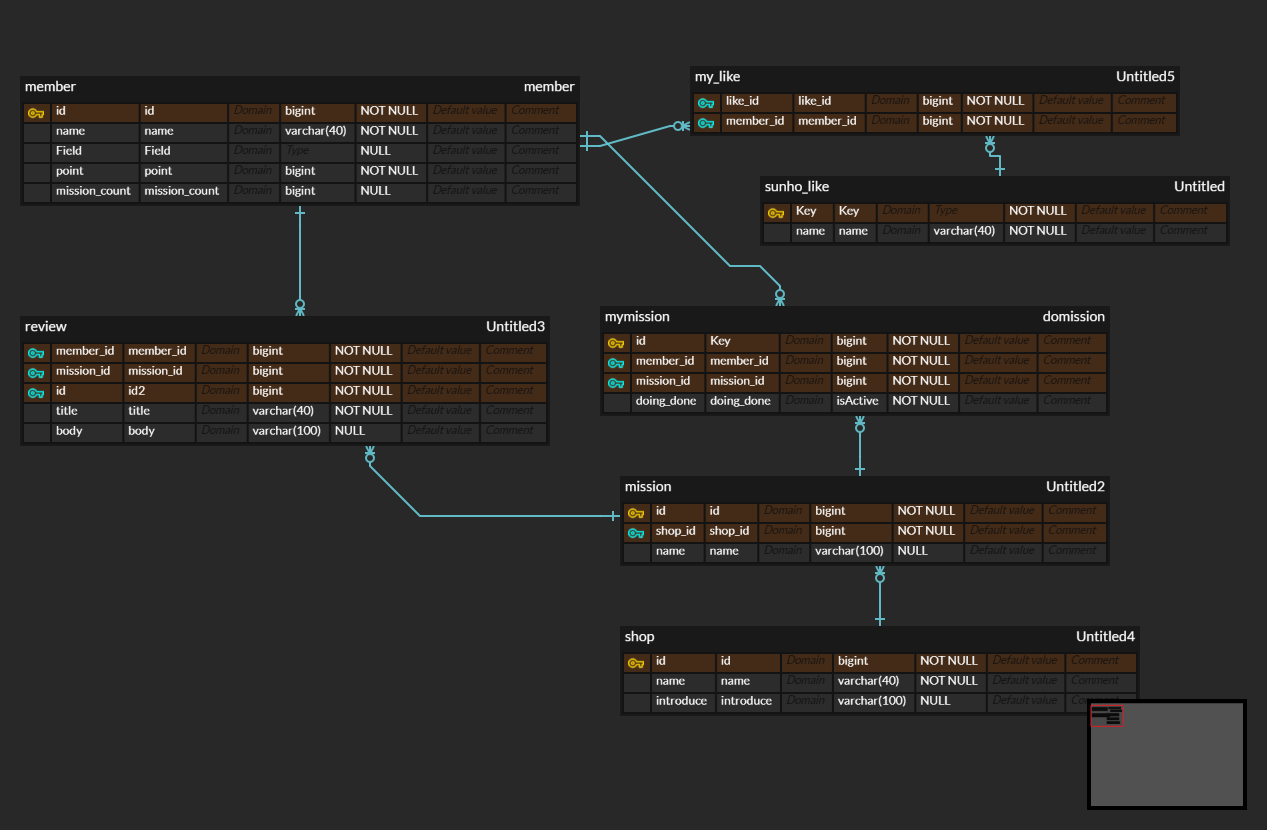 member member
id id Domain bigint NOT NULL Default value Comment
name name Domain varchar(40) NOT NULL Default value Comment
Field Field Domain Type NULL Default value Comment
point point Domain bigint NOT NULL Default value Comment
mission_count mission_count Domain bigint NULL Default value Comment
my_like Untitled5
like_id like_id Domain bigint NOT NULL Default value Comment
member_id member_id Domain bigint NOT NULL Default value Comment
sunho_like Untitled
Key Key Domain Type NOT NULL Default value Comment
name name Domain varchar(40) NOT NULL Default value Comment
review Untitled3
member_id member_id Domain bigint NOT NULL Default value Comment
mission_id mission_id Domain bigint NOT NULL Default value Comment
id id2 Domain bigint NOT NULL Default value Comment
title title Domain varchar(40) NOT NULL Default value Comment
body body Domain varchar(100) NULL Default value Comment
mymission domission
id Key Domain bigint NOT NULL Default value Comment
member_id member_id Domain bigint NOT NULL Default value Comment
mission_id mission_id Domain bigint NOT NULL Default value Comment
doing_done doing_done Domain isActive NOT NULL Default value Comment
mission Untitled2
id id Domain bigint NOT NULL Default value Comment
shop_id shop_id Domain bigint NOT NULL Default value Comment
name name Domain varchar(100) NULL Default value Comment
shop Untitled4
id id Domain bigint NOT NULL Default value Comment
name name Domain varchar(40) NOT NULL Default value Comment
introduce introduce Domain varchar(100) NULL Default value